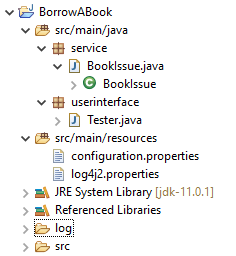 BorrowABook
src/main/java
service
BookIssue.java
BookIssue
userinterface
Tester.java
src/main/resources
configuration.properties
log4j2.properties
JRE System Library [jdk-11.0.1]
Referenced Libraries
log
src